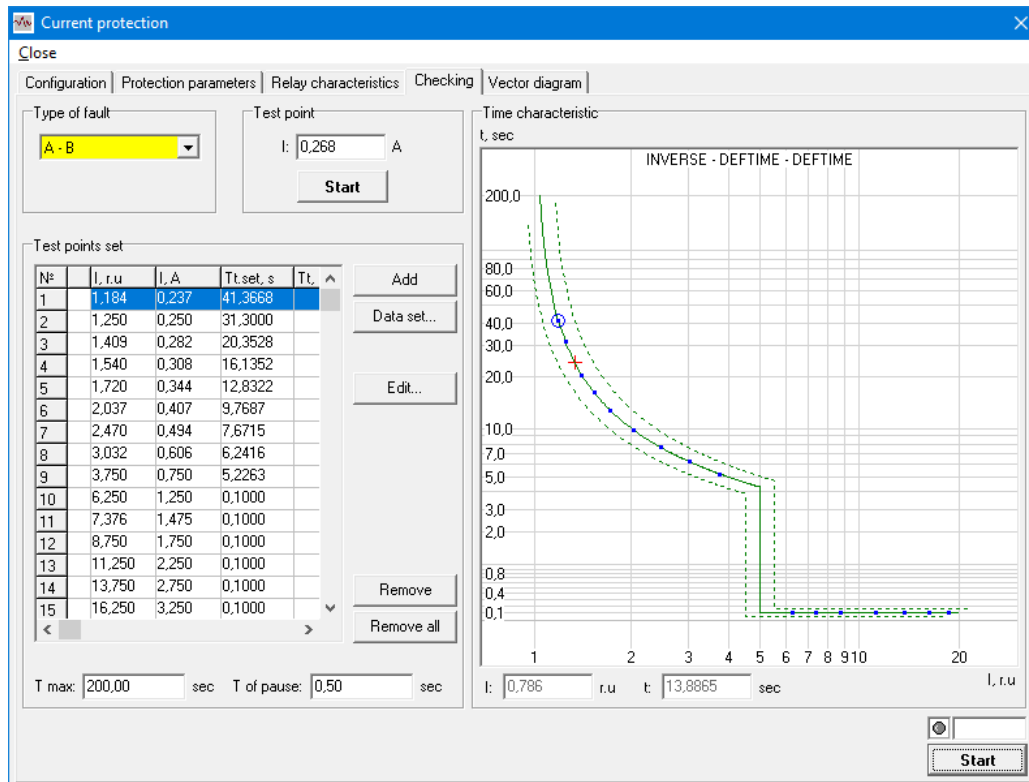 Current protection
Close
Configuration Protection parameters Relay characteristics Checking Vector diagram
Type of fault
A - B
Test point
I: 0,268 A
Start
Test points set
№ I, r.u I, A Tt.set, s Tt,
1 1,184 0,237 41,3668
2 1,250 0,250 31,3000
3 1,409 0,282 20,3528
4 1,540 0,308 16,1352
5 1,720 0,344 12,8322
6 2,037 0,407 9,7687
7 2,470 0,494 7,6715
8 3,032 0,606 6,2416
9 3,750 0,750 5,2263
10 6,250 1,250 0,1000
11 7,376 1,475 0,1000
12 8,750 1,750 0,1000
13 11,250 2,250 0,1000
14 13,750 2,750 0,1000
15 16,250 3,250 0,1000
Add
Data set...
Edit...
Remove
Remove all
T max: 200,00 sec T of pause: 0,50 sec
Time characteristic
t, sec
INVERSE - DEFTIME - DEFTIME
200,0
80,0
60,0
40,0
30,0
20,0
10,0
7,0
5,0
3,0
2,0
0,8
0,4
0,1
1 2 3 4 5 6 7 8 9 10 20
I, r.u
I: 0,786 r.u t: 13,8865 sec
Start